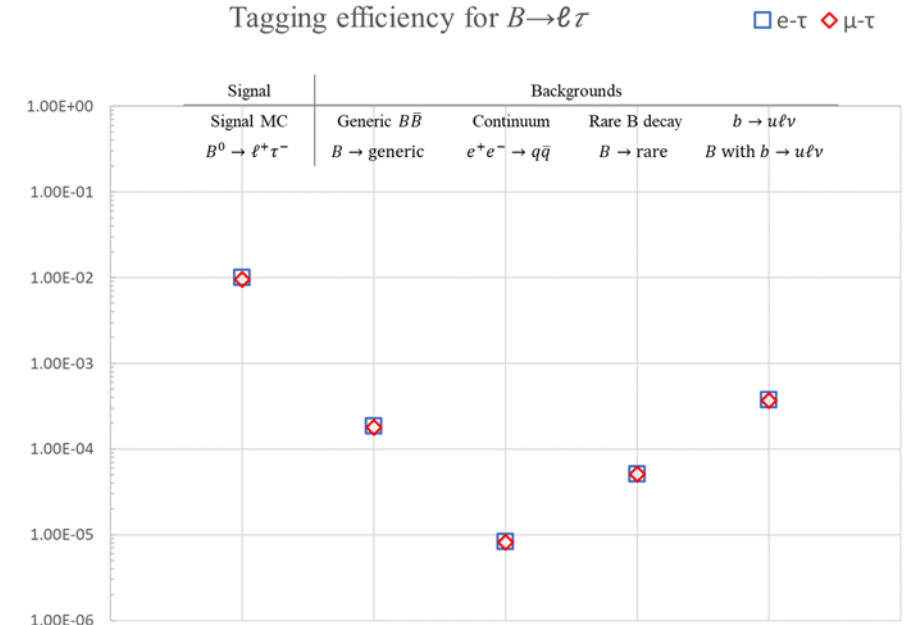 Tagging efficiency for B→ℓτ
e-τ μ-τ
Signal Backgrounds
1.00E+00
Signal MC Generic BB̄ Continuum Rare B decay b → uℓν
B⁰ → ℓ⁺τ⁻ B → generic e⁺e⁻ → qq̄ B → rare B with b → uℓν
1.00E-01
1.00E-02
1.00E-03
1.00E-04
1.00E-05
1.00E-06